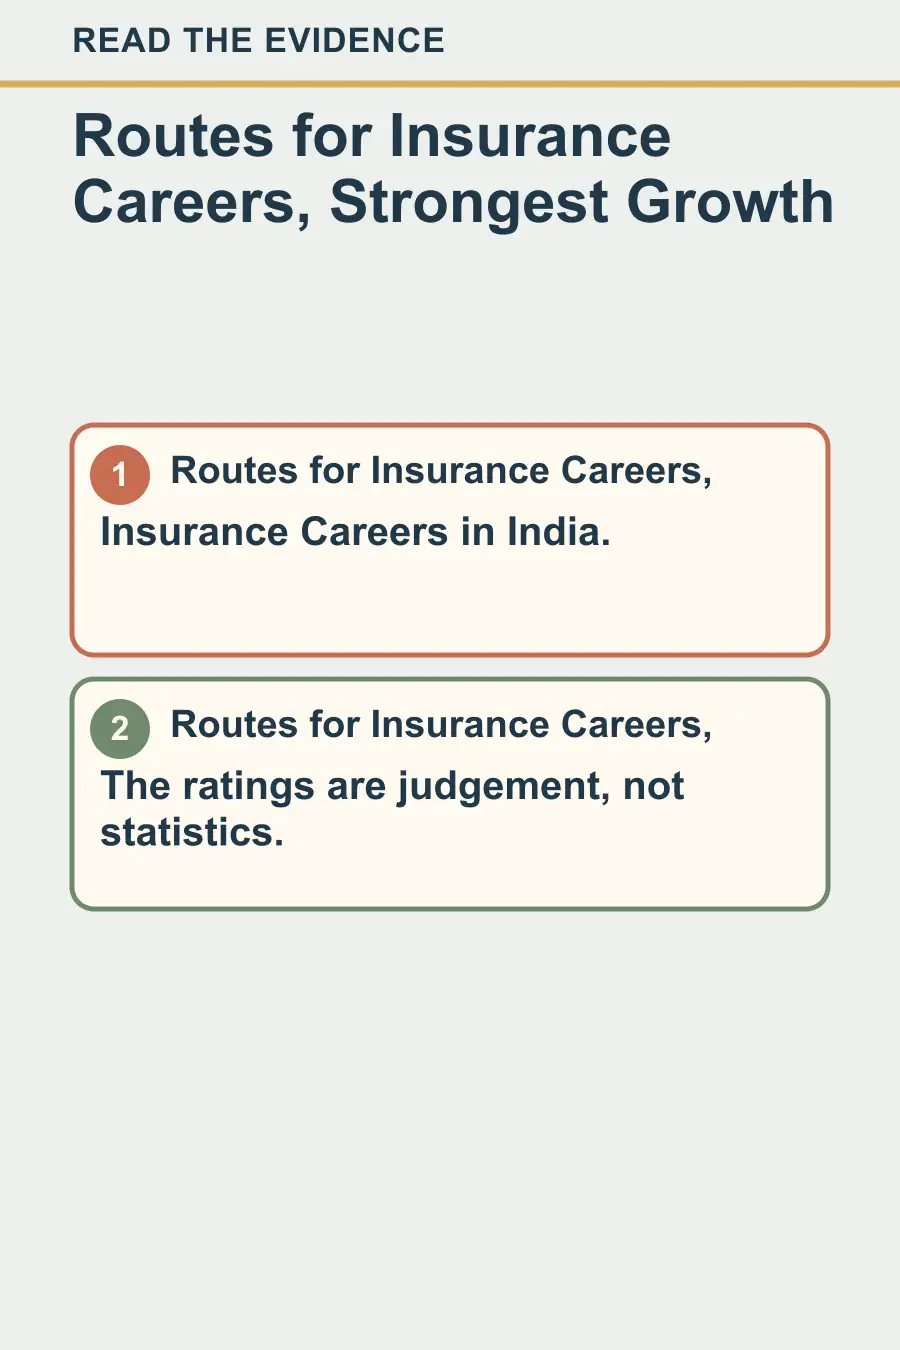 READ THE EVIDENCE
Routes for Insurance
Careers, Strongest Growth
1 Routes for Insurance Careers,
Insurance Careers in India.
2 Routes for Insurance Careers,
The ratings are judgement, not
statistics.